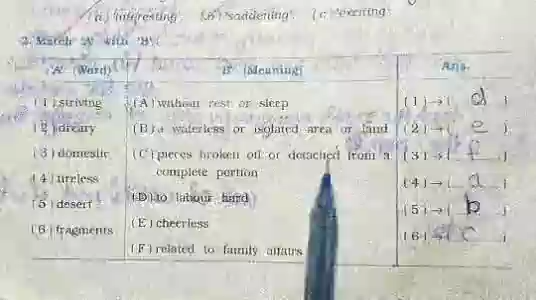 (a) interesting (b) saddening (c) exciting
2. Match 'A' with 'B':
'A' (Word) 'B' (Meaning) Ans.
(1) striving (A) without rest or sleep (1) → ( d )
(2) dreary (B) a waterless or isolated area or land (2) → ( e )
(3) domestic (C) pieces broken off or detached from a (3) → ( f )
complete portion
(4) tireless (D) to labour hard (4) → ( a )
(5) desert (E) cheerless (5) → ( b )
(6) fragments (F) related to family affairs (6) → ( c )